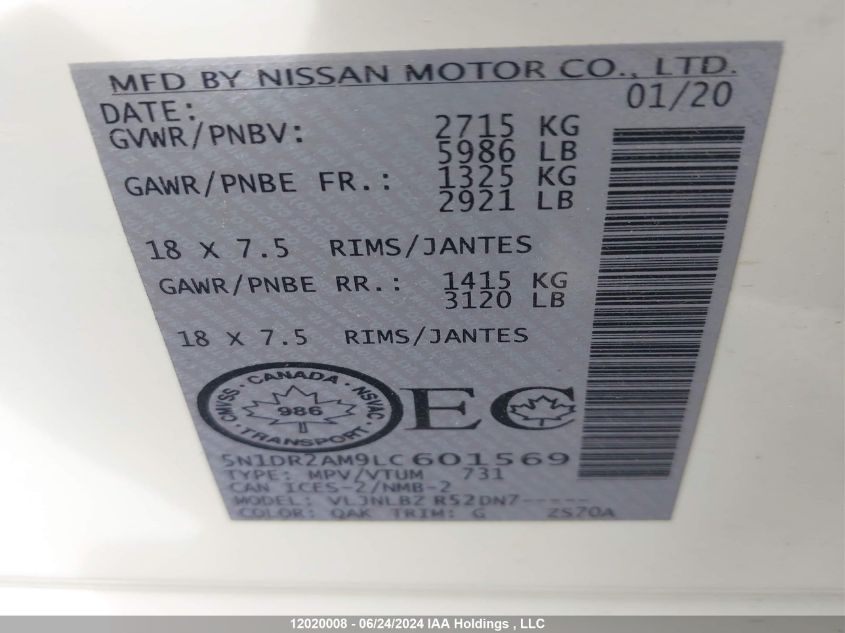 MFD BY NISSAN MOTOR CO., LTD.
DATE: 01/20
GVWR/PNBV: 2715 KG
5986 LB
GAWR/PNBE FR.: 1325 KG
2921 LB
18 X 7.5 RIMS/JANTES
GAWR/PNBE RR.: 1415 KG
3120 LB
18 X 7.5 RIMS/JANTES
CANADA
CMVSS · NSVAC
986
TRANSPORT
EC
5N1DR2AM9LC601569
TYPE: MPV/VTUM 731
CAN ICES-2/NMB-2
MODEL: VLJNLBZ R52DN7-----
COLOR: QAK TRIM: G ZS70A
12020008 - 06/24/2024 IAA Holdings , LLC